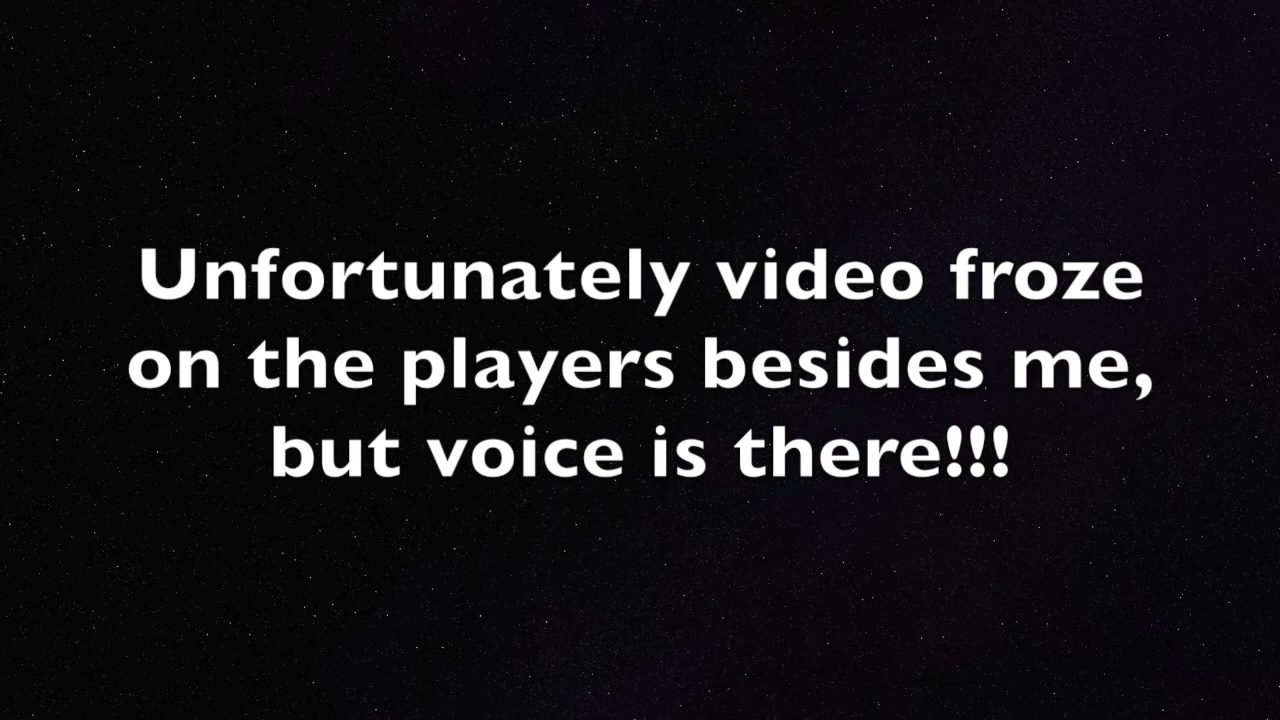 Unfortunately video froze
on the players besides me,
but voice is there!!!